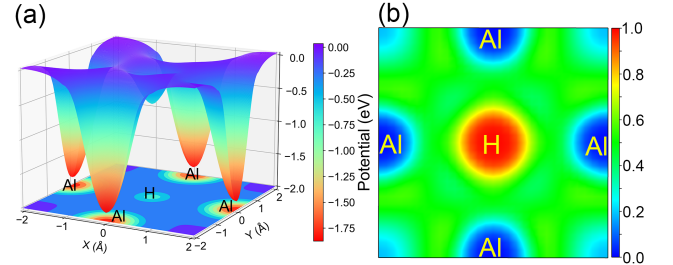 (a)
0.00
−0.25
−0.50
−0.75
−1.00
−1.25
−1.50
−1.75
0.0
−0.5
−1.0
−1.5
−2.0
Potential (eV)
Al
Al
H
Al
Al
−2
−1
0
1
2
X (Å)
−2
−1
0
1
2
Y (Å)
(b)
Al
Al
H
Al
Al
1.0
0.8
0.6
0.4
0.2
0.0